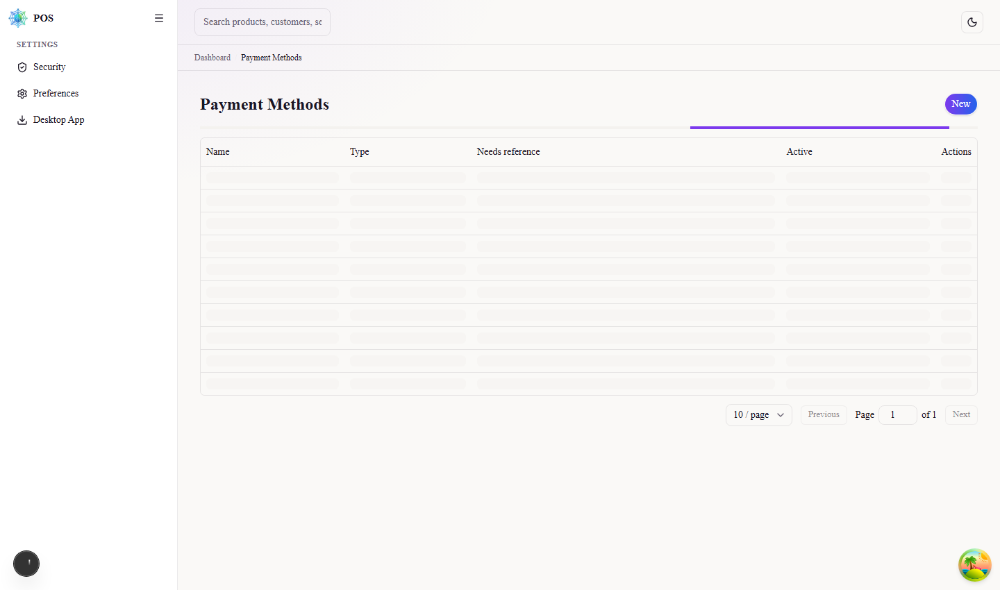 POS
SETTINGS
Security
Preferences
Desktop App
Search products, customers, se
Dashboard Payment Methods
Payment Methods
New
Name Type Needs reference Active Actions
10 / page Previous Page 1 of 1 Next